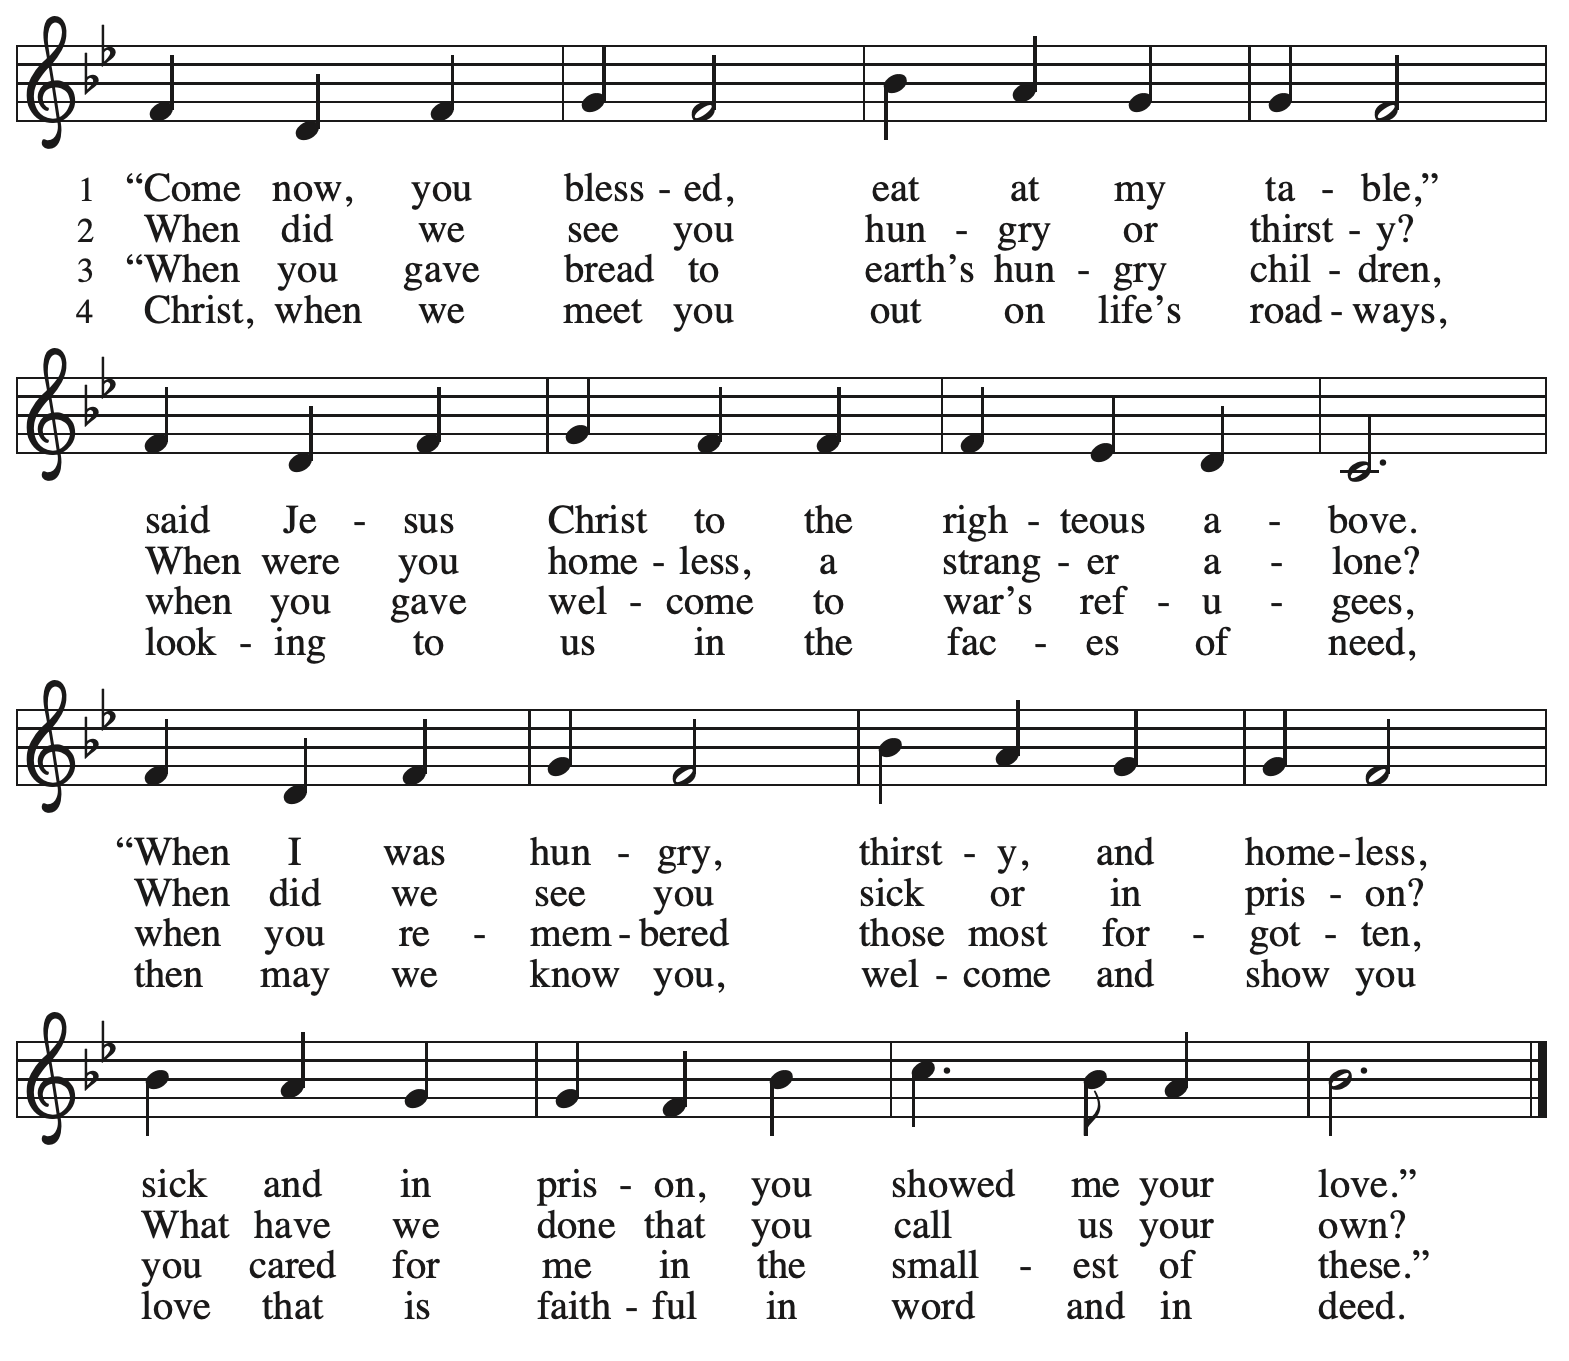 1 “Come now, you bless - ed, eat at my ta - ble,”
2 When did we see you hun - gry or thirst - y?
3 “When you gave bread to earth’s hun - gry chil - dren,
4 Christ, when we meet you out on life’s road - ways,
said Je - sus Christ to the righ - teous a - bove.
When were you home - less, a strang - er a - lone?
when you gave wel - come to war’s ref - u - gees,
look - ing to us in the fac - es of need,
“When I was hun - gry, thirst - y, and home - less,
When did we see you sick or in pris - on?
when you re - mem - bered those most for - got - ten,
then may we know you, wel - come and show you
sick and in pris - on, you showed me your love.”
What have we done that you call us your own?
you cared for me in the small - est of these.”
love that is faith - ful in word and in deed.